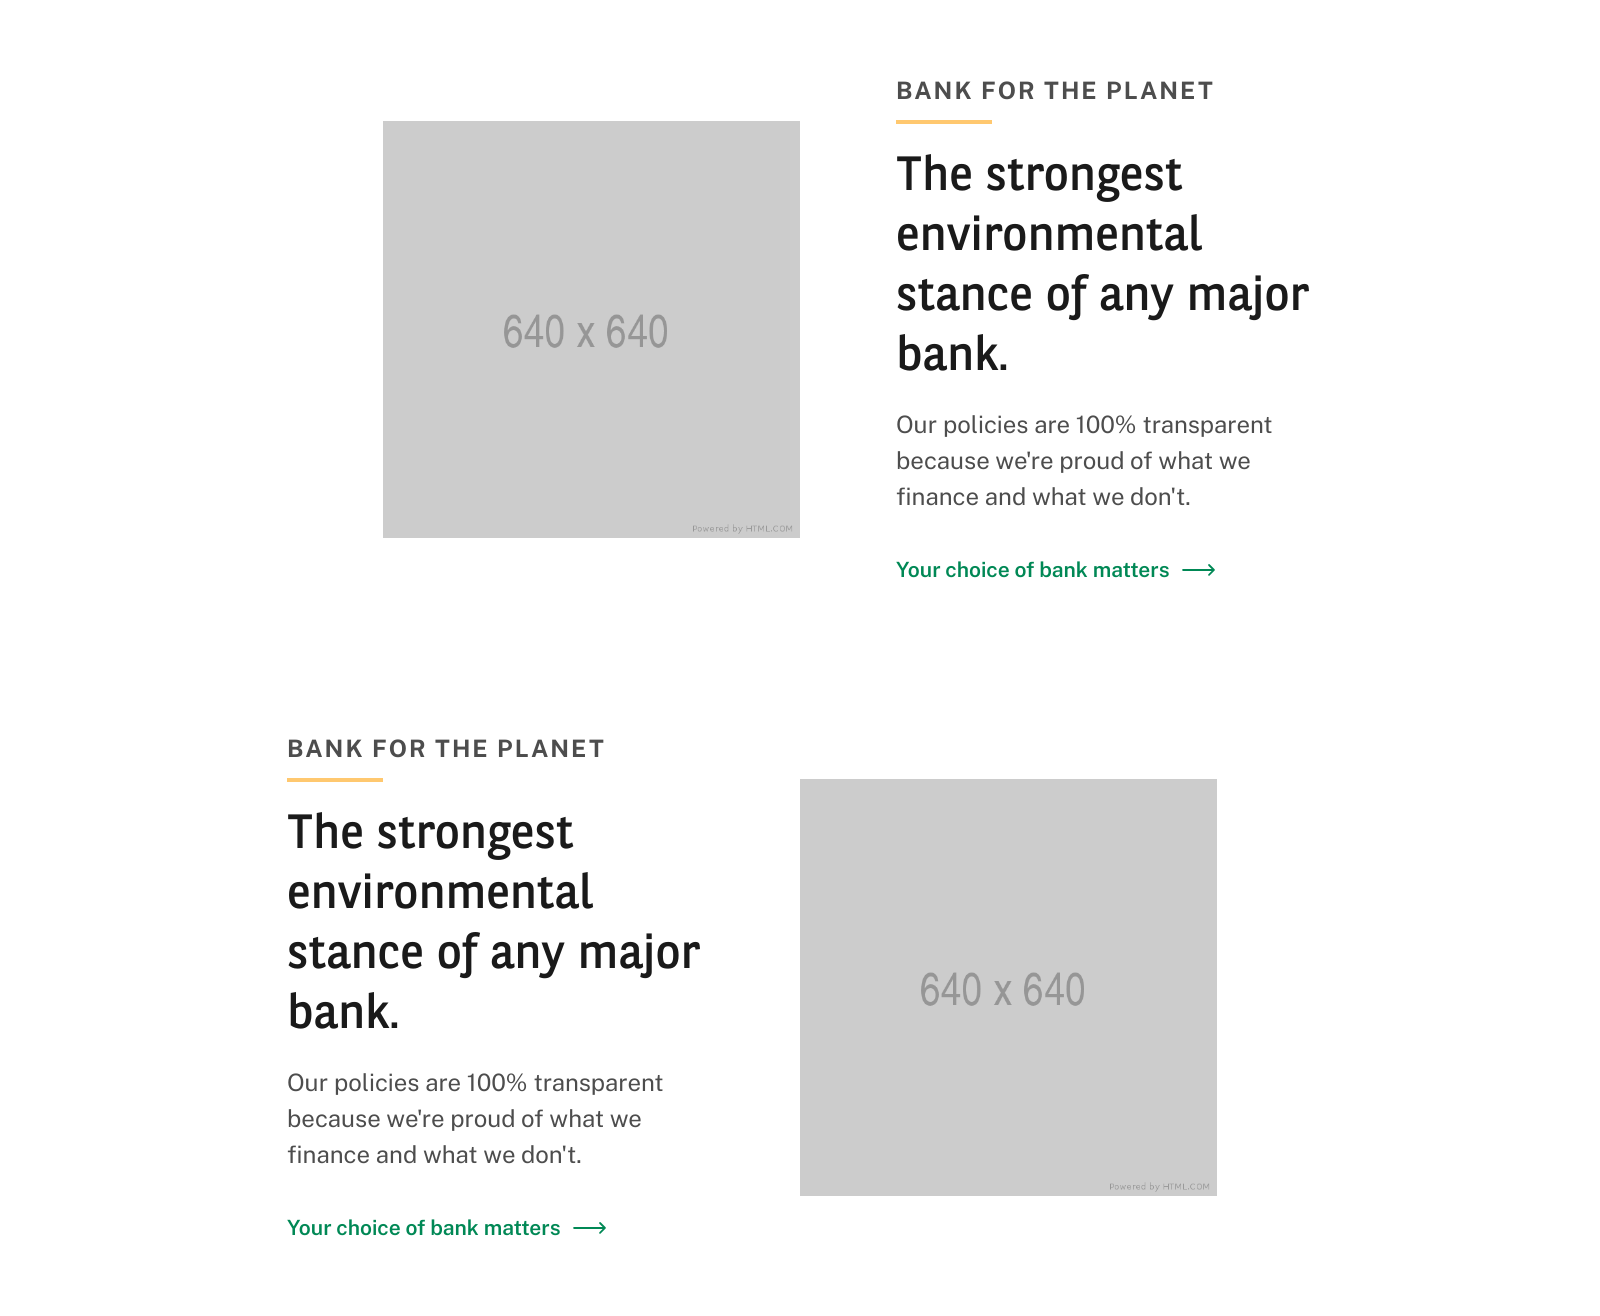 BANK FOR THE PLANET
The strongest
environmental
stance of any major
bank.
Our policies are 100% transparent
because we're proud of what we
finance and what we don't.
Your choice of bank matters
640 x 640
Powered by HTML.COM
BANK FOR THE PLANET
The strongest
environmental
stance of any major
bank.
Our policies are 100% transparent
because we're proud of what we
finance and what we don't.
Your choice of bank matters
640 x 640
Powered by HTML.COM